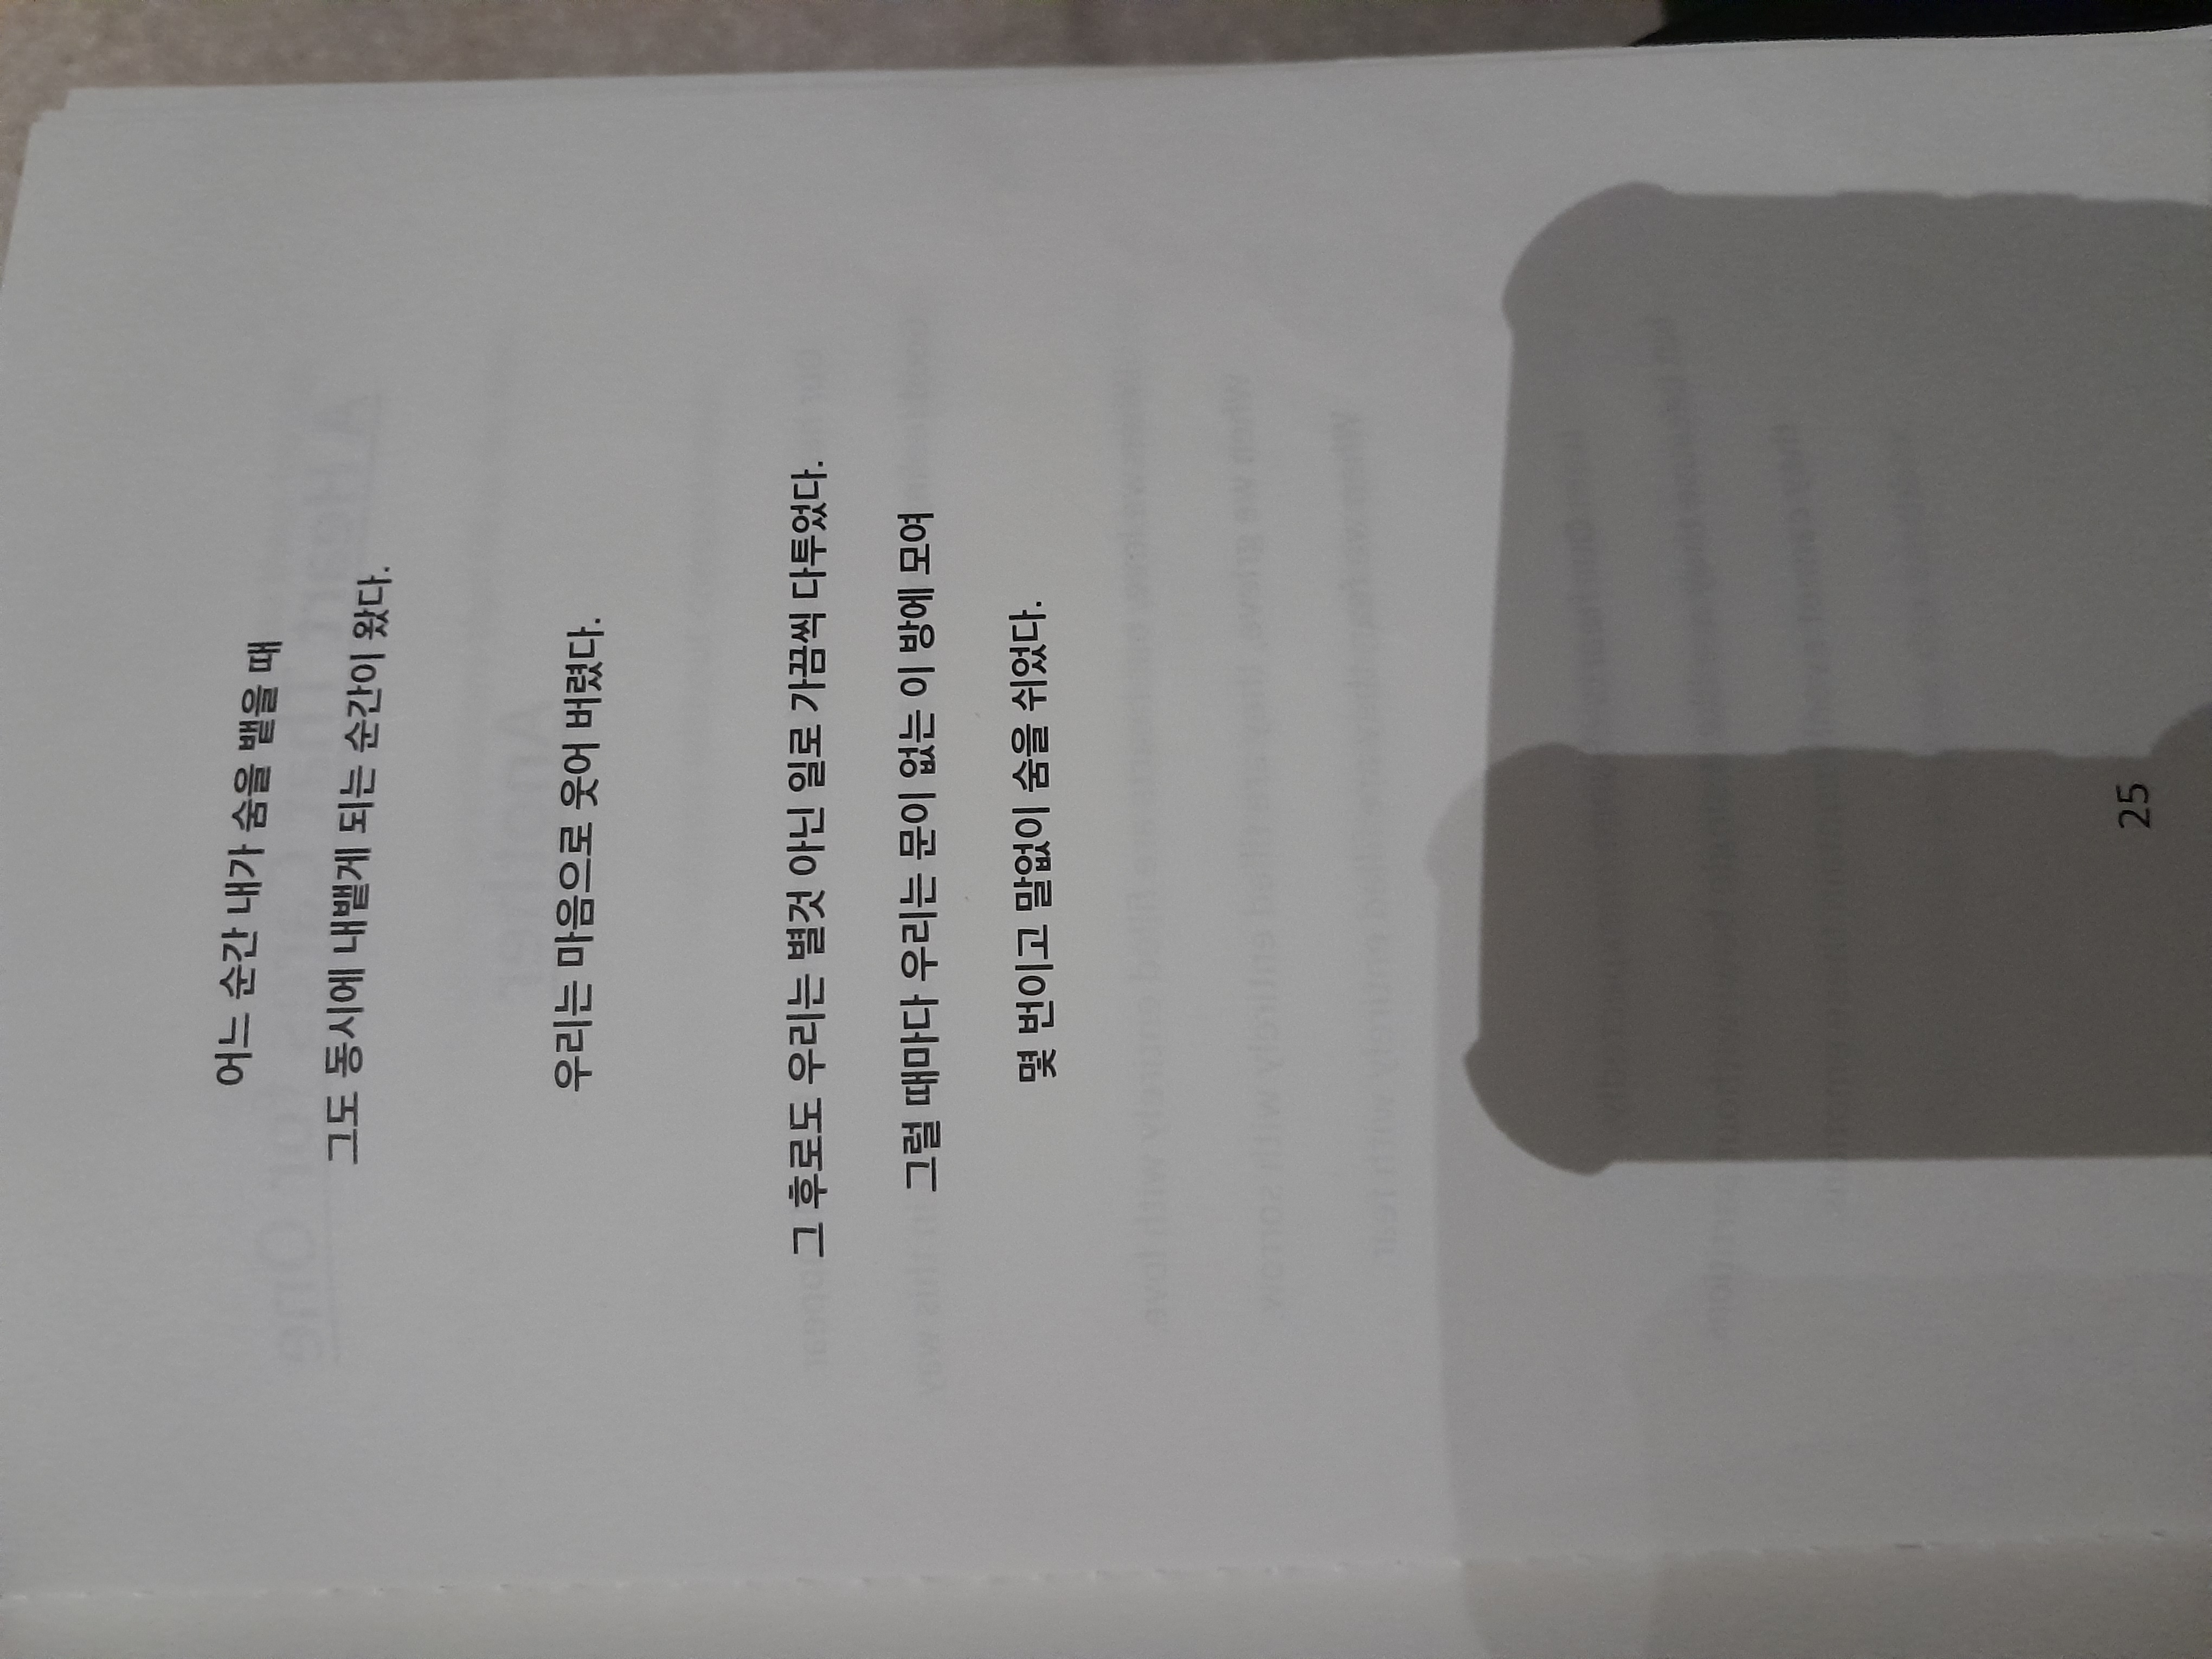 어느 순간 내가 숨을 뱉을 때
그도 동시에 내뱉게 되는 순간이 왔다.
우리는 마음으로 웃어 버렸다.
그 후로도 우리는 별것 아닌 일로 가끔씩 다투었다.
그럴 때마다 우리는 문이 없는 이 방에 모여
몇 번이고 말없이 숨을 쉬었다.
25